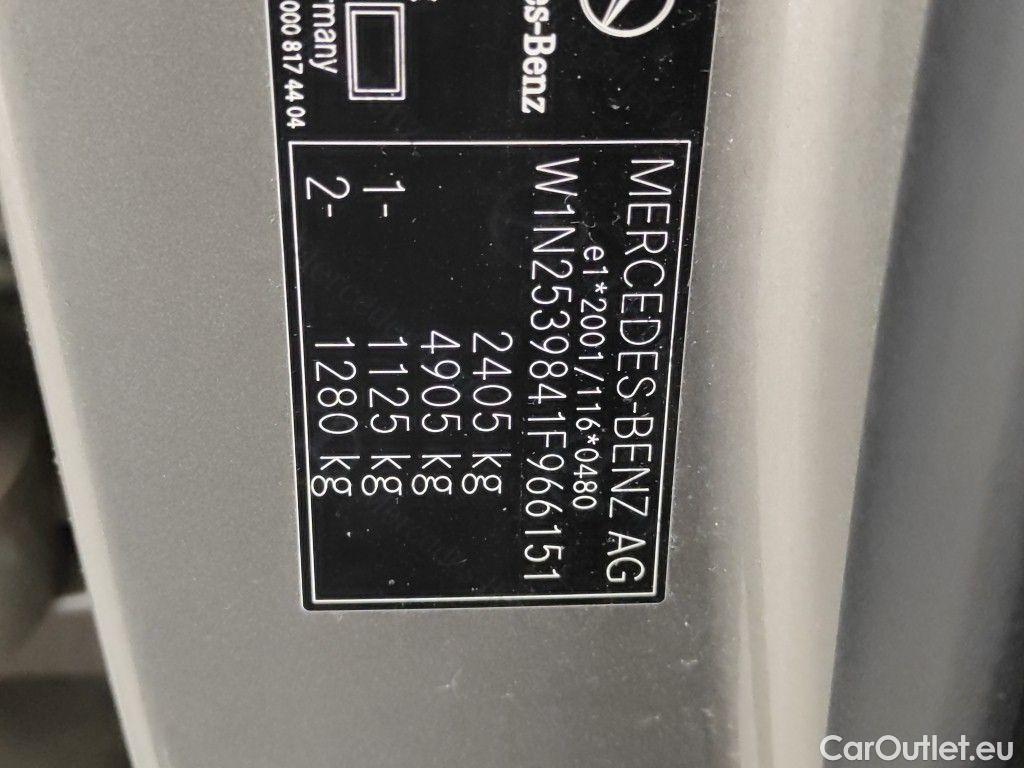 es-Benz
rmany
000 817 44 04
MERCEDES-BENZ AG
e1*2001/116*0480
W1N2539841F966151
2405 kg
4905 kg
1- 1125 kg
2- 1280 kg
CarOutlet.eu